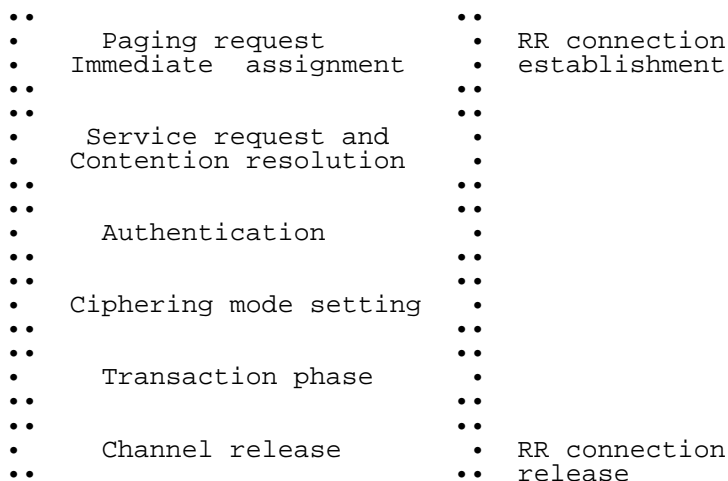 Paging request RR connection
Immediate assignment establishment
Service request and
Contention resolution
Authentication
Ciphering mode setting
Transaction phase
Channel release RR connection
release